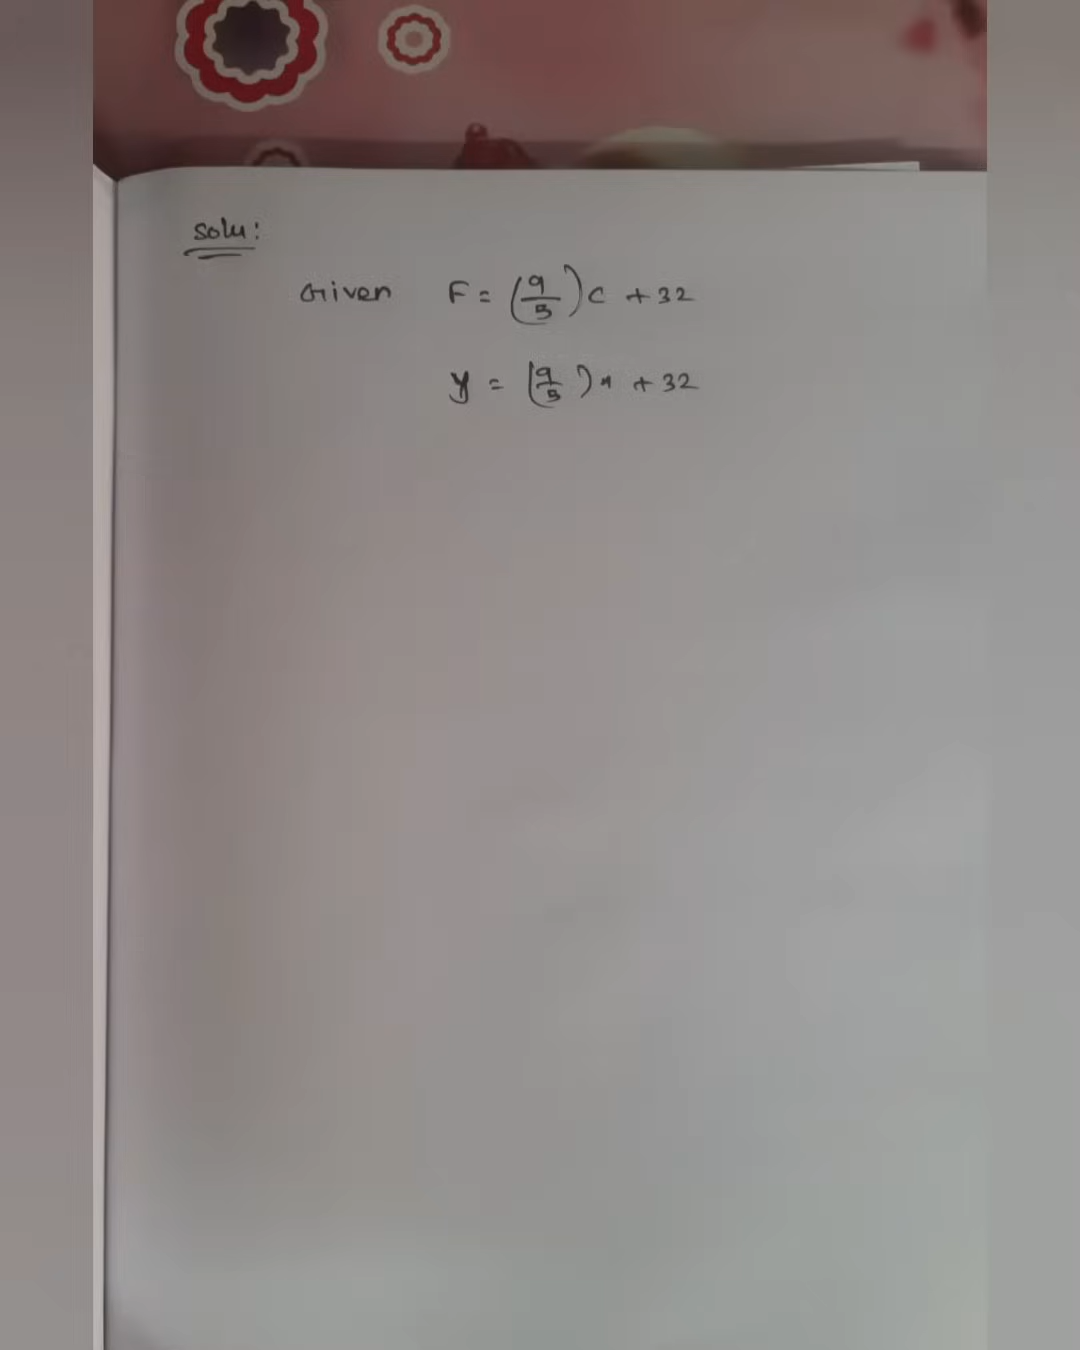 Solu:
Given F = (9/5) C + 32
y = (9/5) x + 32